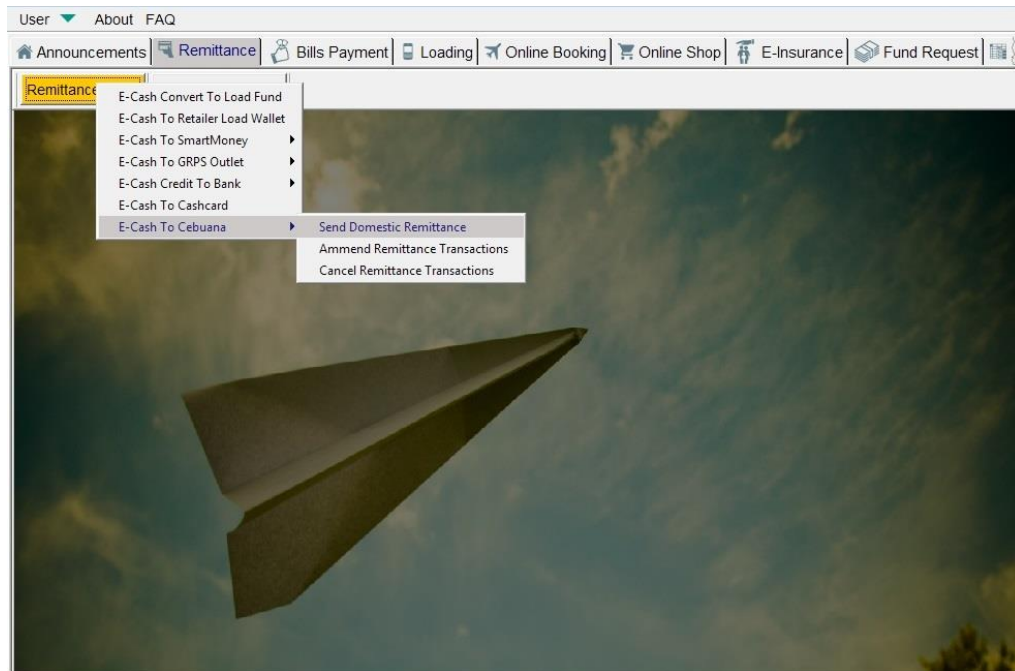 User About FAQ
Announcements Remittance Bills Payment Loading Online Booking Online Shop E-Insurance Fund Request
Remittance
E-Cash Convert To Load Fund
E-Cash To Retailer Load Wallet
E-Cash To SmartMoney
E-Cash To GRPS Outlet
E-Cash Credit To Bank
E-Cash To Cashcard
E-Cash To Cebuana Send Domestic Remittance
Ammend Remittance Transactions
Cancel Remittance Transactions